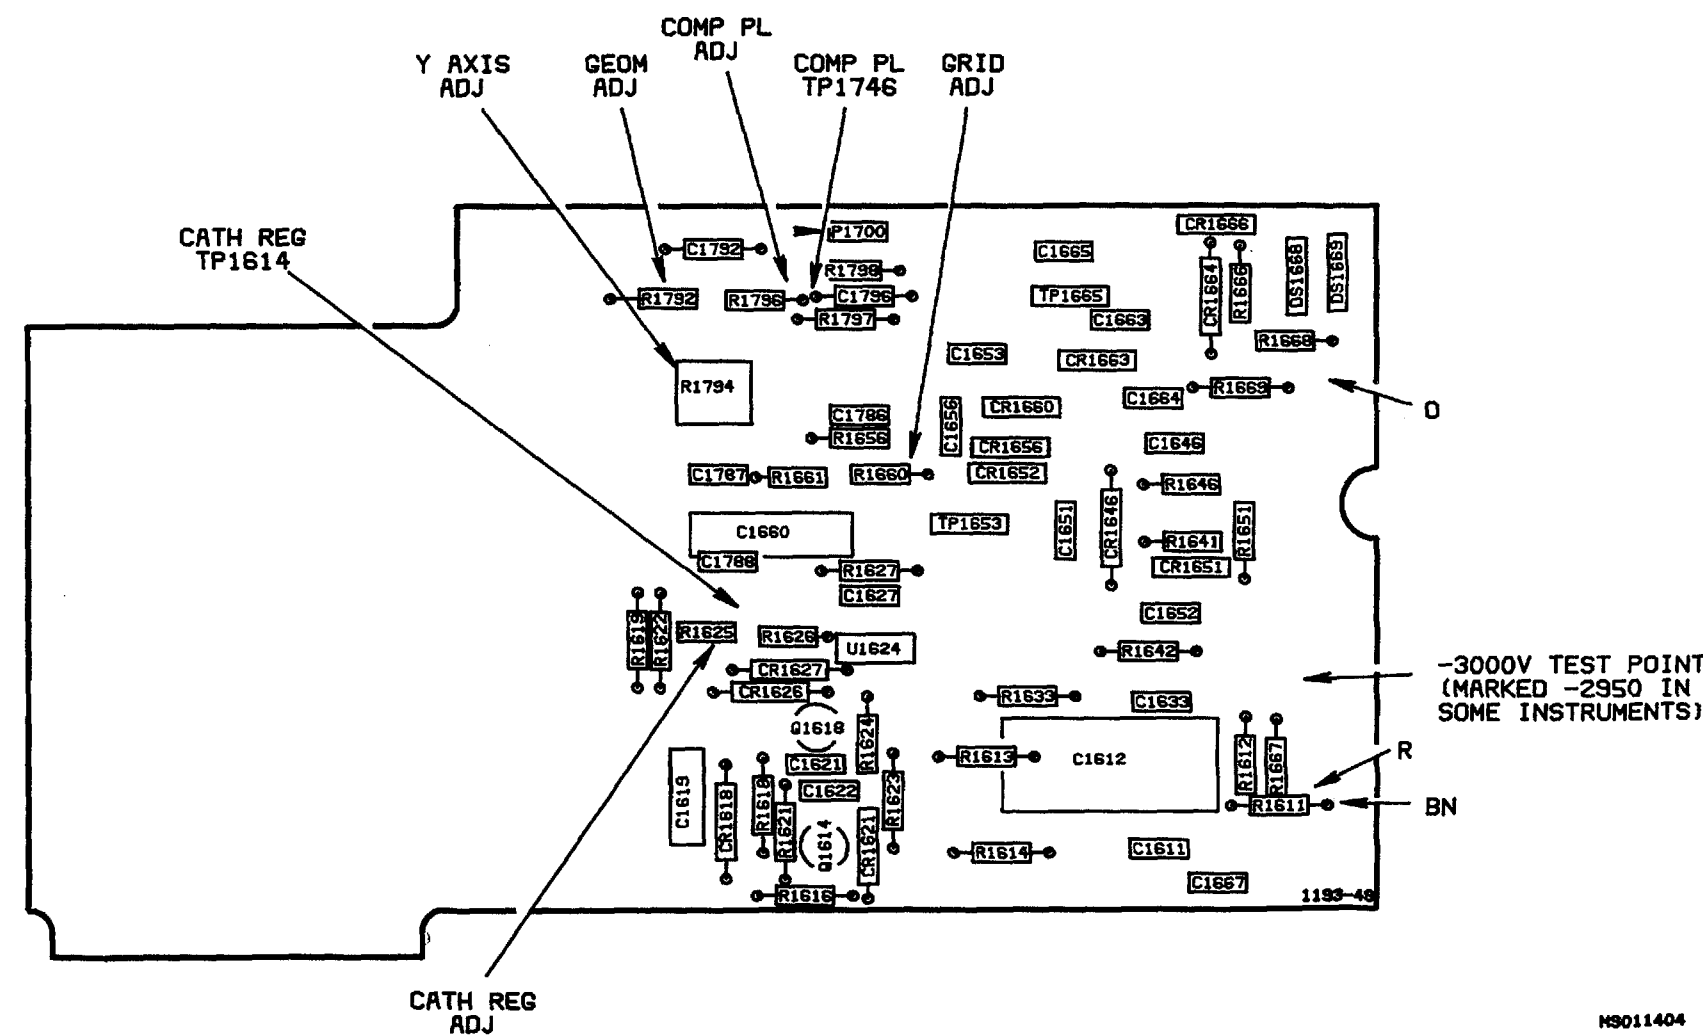 COMP PL
ADJ
Y AXIS
ADJ
GEOM
ADJ
COMP PL
TP1746
GRID
ADJ
CATH REG
TP1614
P1700
CR1666
C1792
C1665
R1798
CR1664
R1666
DS1668
DS1669
R1792
R1796
C1796
TP1665
R1797
C1663
R1668
C1653
CR1663
R1794
R1669
C1664
O
C1786
C1656
CR1660
R1656
CR1656
C1646
C1787
R1661
R1660
CR1652
R1646
C1660
TP1653
C1651
CR1646
R1651
R1641
C1788
R1627
CR1651
C1627
C1652
R1619
R1622
R1625
R1626
U1624
R1642
CR1627
-3000V TEST POINT
(MARKED -2950 IN
SOME INSTRUMENTS)
CR1626
R1633
C1633
Q1618
R1624
R1613
C1612
R1612
R1667
R
C1621
C1619
CR1618
R1618
C1622
R1623
R1611
BN
R1621
Q1614
CR1621
R1614
C1611
C1667
R1616
1193-48
CATH REG
ADJ
MS011404